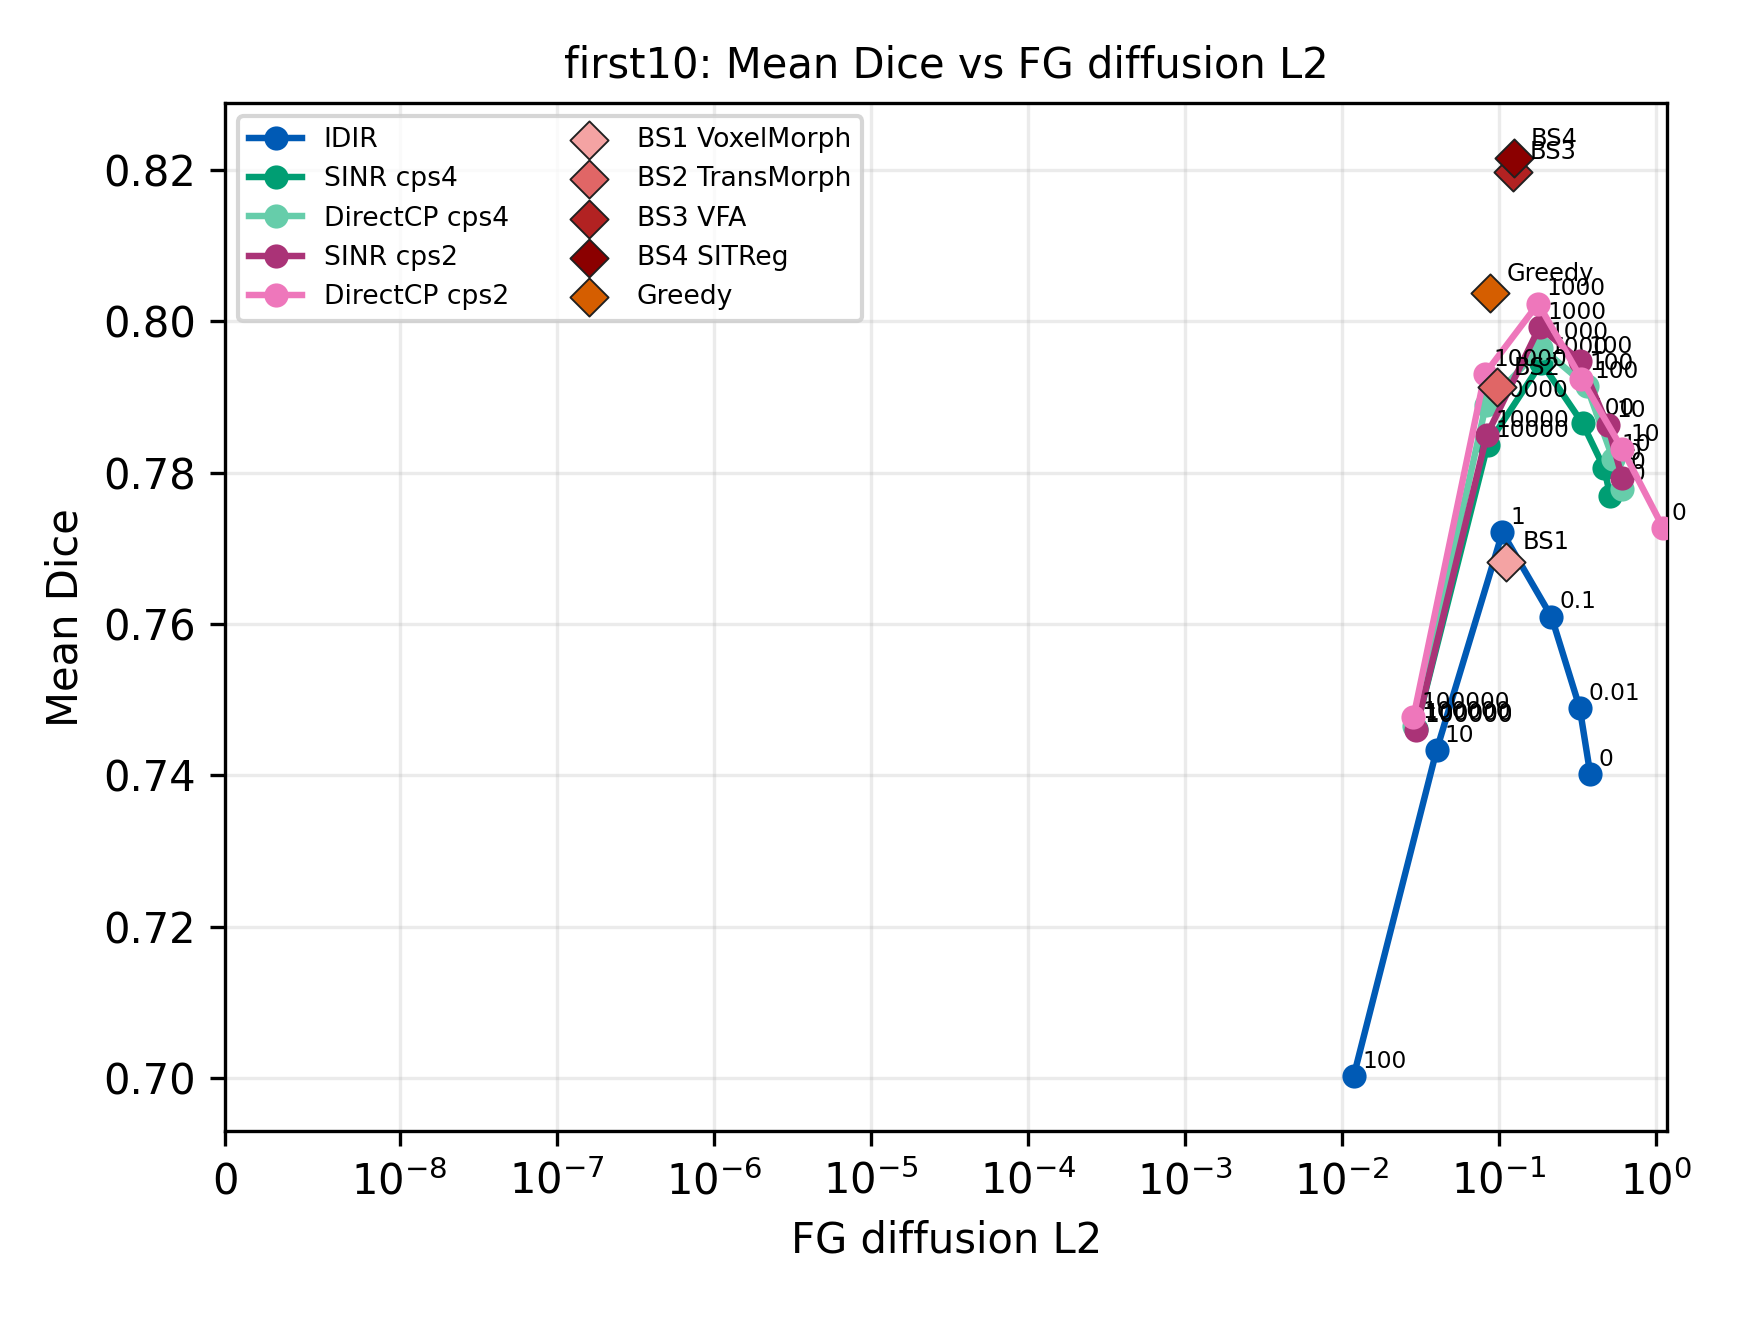 first10: Mean Dice vs FG diffusion L2
IDIR
SINR cps4
DirectCP cps4
SINR cps2
DirectCP cps2
BS1 VoxelMorph
BS2 TransMorph
BS3 VFA
BS4 SITReg
Greedy
BS4
BS3
Greedy
1000
1000
1000
100
100
100
10000
BS2
10
10
10000
10000
0
1
BS1
0.1
0.01
100000
100000
10
0
100
0.82
0.80
0.78
0.76
0.74
0.72
0.70
Mean Dice
0
10⁻⁸
10⁻⁷
10⁻⁶
10⁻⁵
10⁻⁴
10⁻³
10⁻²
10⁻¹
10⁰
FG diffusion L2